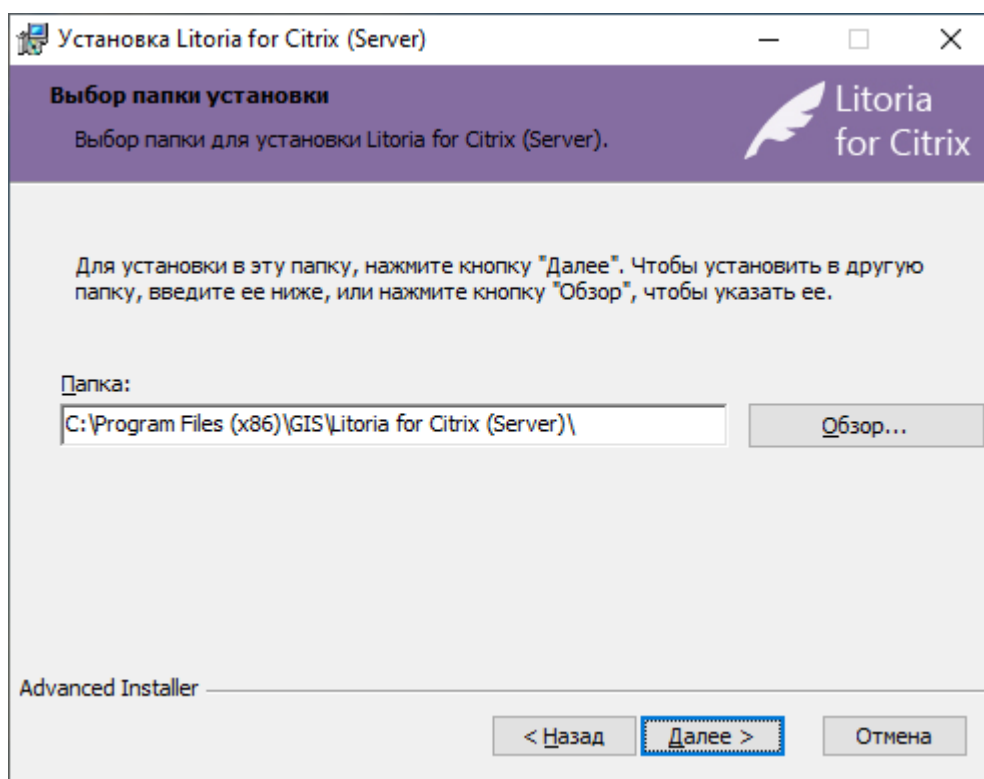 Установка Litoria for Citrix (Server)
Выбор папки установки
Выбор папки для установки Litoria for Citrix (Server).
Litoria
for Citrix
Для установки в эту папку, нажмите кнопку "Далее". Чтобы установить в другую
папку, введите ее ниже, или нажмите кнопку "Обзор", чтобы указать ее.
Папка:
C:\Program Files (x86)\GIS\Litoria for Citrix (Server)\
Обзор...
Advanced Installer
< Назад
Далее >
Отмена